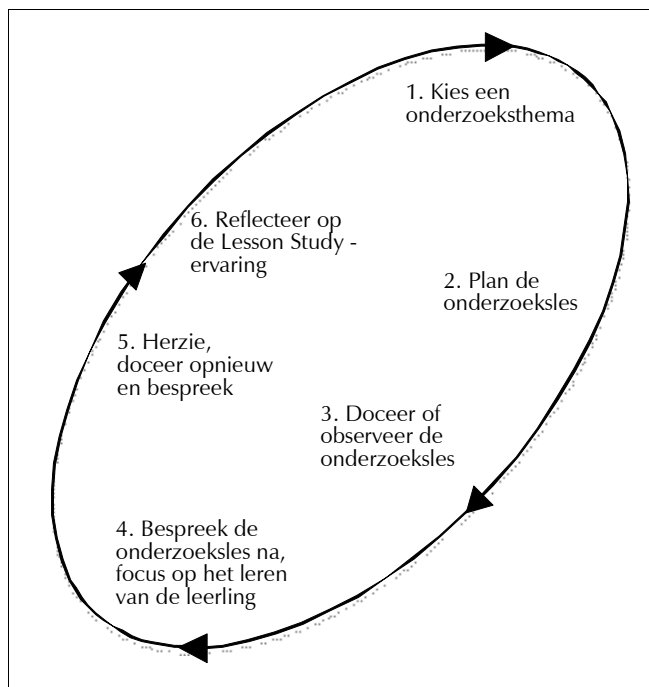 1. Kies een
onderzoeksthema
2. Plan de
onderzoeksles
3. Doceer of
observeer de
onderzoeksles
4. Bespreek de
onderzoeksles na,
focus op het leren
van de leerling
5. Herzie,
doceer opnieuw
en bespreek
6. Reflecteer op
de Lesson Study -
ervaring